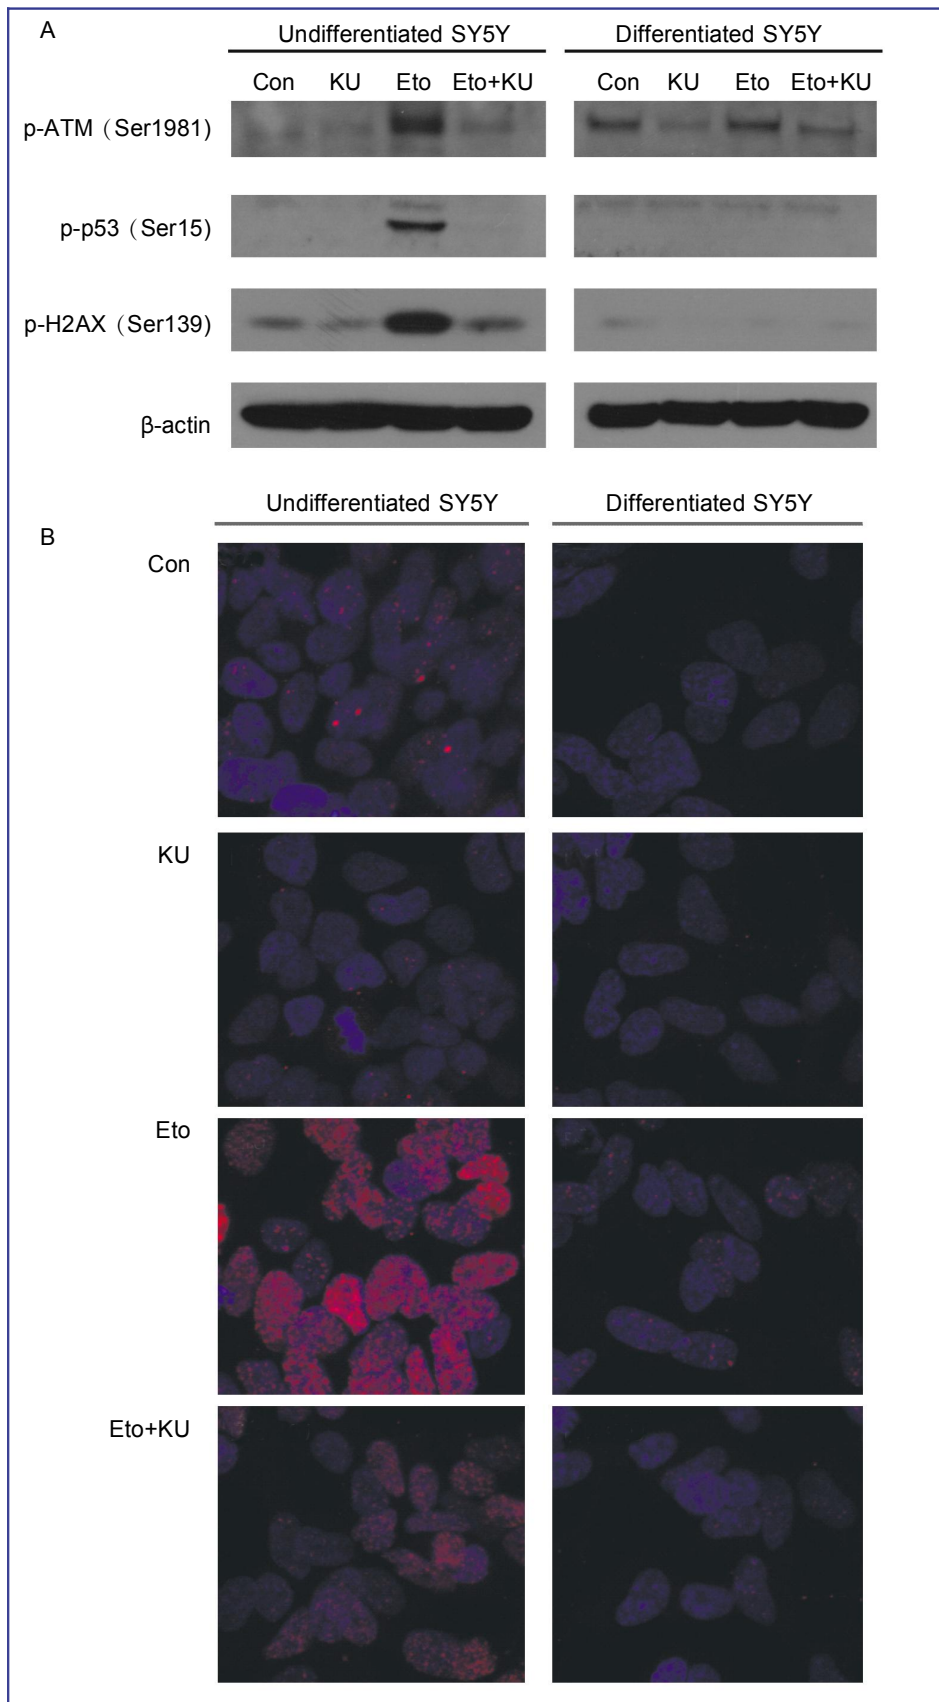 A
Undifferentiated SY5Y
Differentiated SY5Y
Con KU Eto Eto+KU
Con KU Eto Eto+KU
p-ATM（Ser1981)
p-p53（Ser15)
p-H2AX（Ser139)
β-actin
Undifferentiated SY5Y
Differentiated SY5Y
B
Con
KU
Eto
Eto+KU